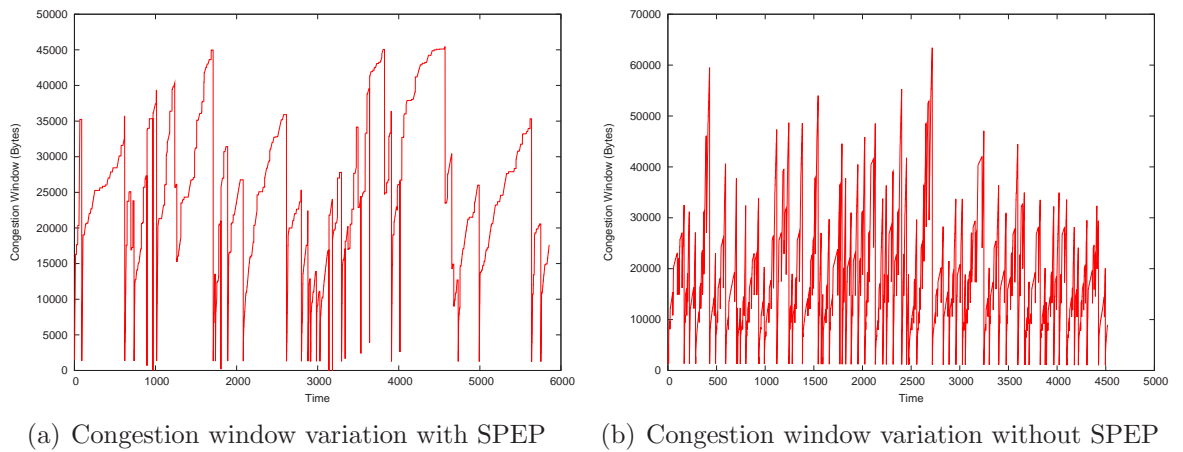 50000
45000
40000
35000
30000
25000
20000
15000
10000
5000
0
Congestion Window (Bytes)
0 1000 2000 3000 4000 5000 6000
Time
(a) Congestion window variation with SPEP
70000
60000
50000
40000
30000
20000
10000
0
Congestion Window (Bytes)
0 500 1000 1500 2000 2500 3000 3500 4000 4500 5000
Time
(b) Congestion window variation without SPEP